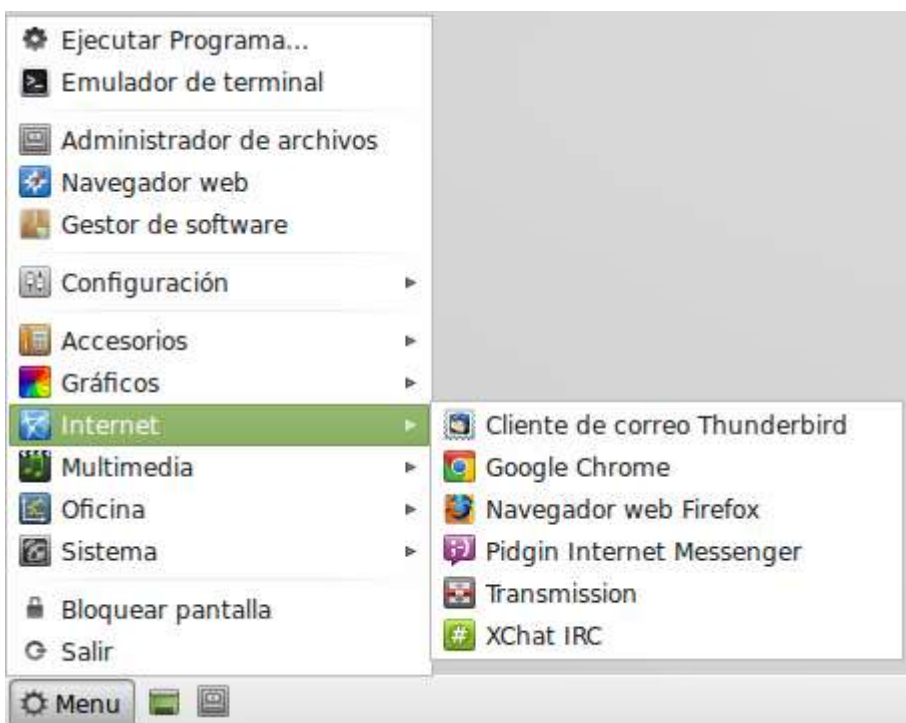 Ejecutar Programa...
Emulador de terminal
Administrador de archivos
Navegador web
Gestor de software
Configuración
Accesorios
Gráficos
Internet
Multimedia
Oficina
Sistema
Bloquear pantalla
Salir
Cliente de correo Thunderbird
Google Chrome
Navegador web Firefox
Pidgin Internet Messenger
Transmission
XChat IRC
Menu